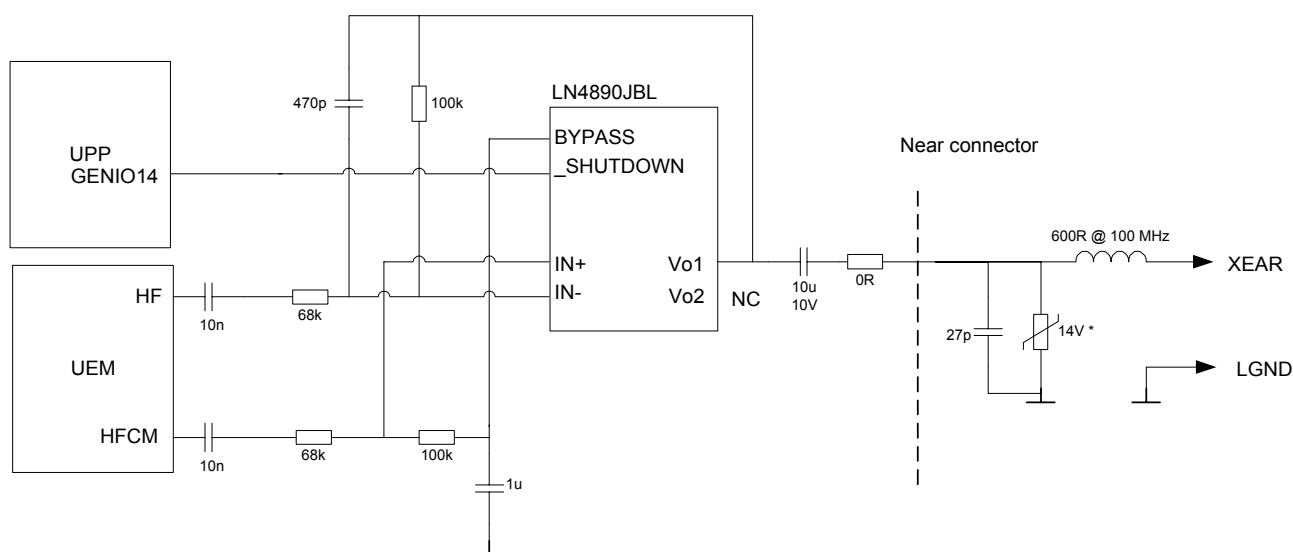 LN4890JBL
470p
100k
BYPASS
_SHUTDOWN
UPP
GENIO14
Near connector
600R @ 100 MHz
XEAR
IN+
Vo1
HF
IN-
Vo2
NC
10u
10V
0R
10n
68k
27p
14V *
UEM
LGND
HFCM
10n
68k
100k
1u